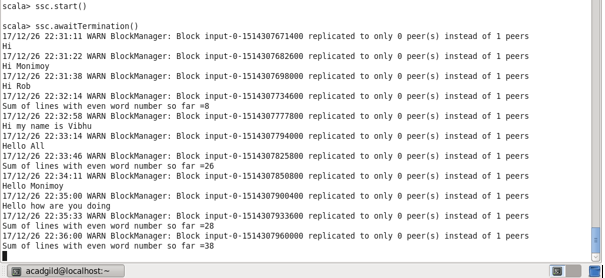 scala> ssc.start()
scala> ssc.awaitTermination()
17/12/26 22:31:11 WARN BlockManager: Block input-0-1514307671400 replicated to only 0 peer(s) instead of 1 peers
Hi
17/12/26 22:31:22 WARN BlockManager: Block input-0-1514307682600 replicated to only 0 peer(s) instead of 1 peers
Hi Monimoy
17/12/26 22:31:38 WARN BlockManager: Block input-0-1514307698000 replicated to only 0 peer(s) instead of 1 peers
Hi Rob
17/12/26 22:32:14 WARN BlockManager: Block input-0-1514307734600 replicated to only 0 peer(s) instead of 1 peers
Sum of lines with even word number so far =8
17/12/26 22:32:58 WARN BlockManager: Block input-0-1514307777800 replicated to only 0 peer(s) instead of 1 peers
Hi my name is Vibhu
17/12/26 22:33:14 WARN BlockManager: Block input-0-1514307794000 replicated to only 0 peer(s) instead of 1 peers
Hello All
17/12/26 22:33:46 WARN BlockManager: Block input-0-1514307825800 replicated to only 0 peer(s) instead of 1 peers
Sum of lines with even word number so far =26
17/12/26 22:34:11 WARN BlockManager: Block input-0-1514307850800 replicated to only 0 peer(s) instead of 1 peers
Hello Monimoy
17/12/26 22:35:00 WARN BlockManager: Block input-0-1514307900400 replicated to only 0 peer(s) instead of 1 peers
Hello how are you doing
17/12/26 22:35:33 WARN BlockManager: Block input-0-1514307933600 replicated to only 0 peer(s) instead of 1 peers
Sum of lines with even word number so far =28
17/12/26 22:36:00 WARN BlockManager: Block input-0-1514307960000 replicated to only 0 peer(s) instead of 1 peers
Sum of lines with even word number so far =38
acadgild@localhost:~